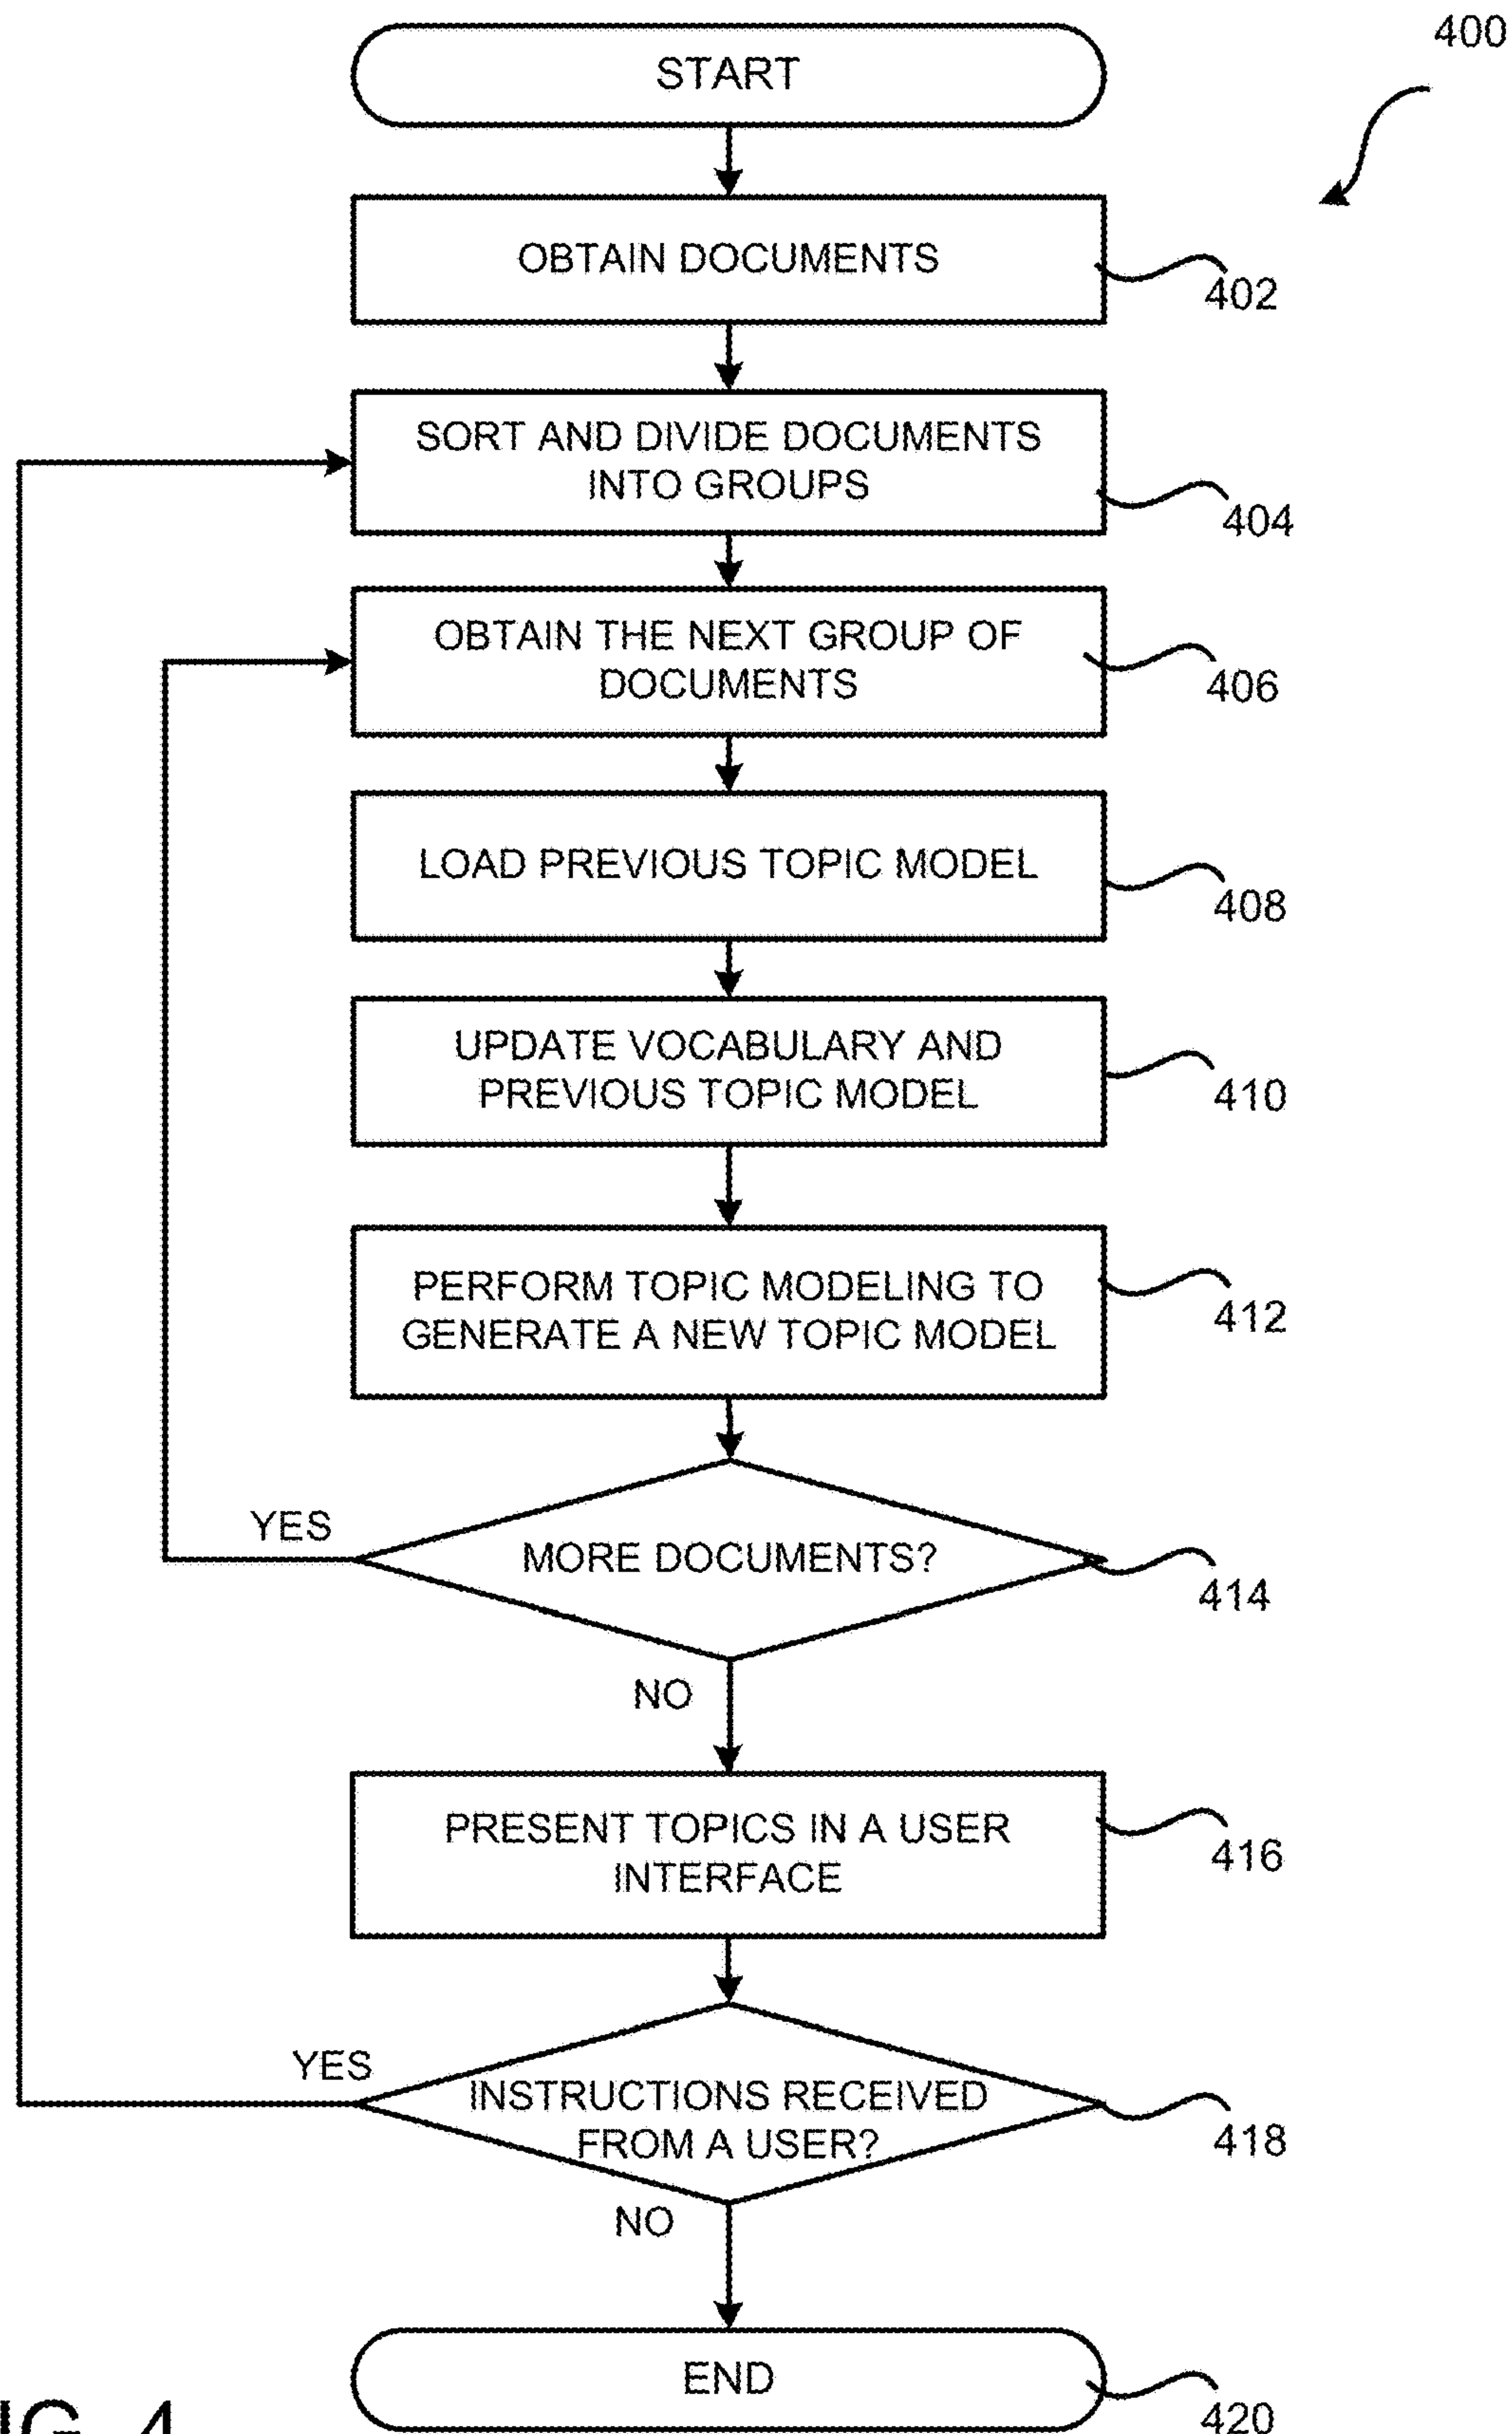 400
START
OBTAIN DOCUMENTS
402
SORT AND DIVIDE DOCUMENTS
INTO GROUPS
404
OBTAIN THE NEXT GROUP OF
DOCUMENTS
406
LOAD PREVIOUS TOPIC MODEL
408
UPDATE VOCABULARY AND
PREVIOUS TOPIC MODEL
410
PERFORM TOPIC MODELING TO
GENERATE A NEW TOPIC MODEL
412
YES
MORE DOCUMENTS?
414
NO
PRESENT TOPICS IN A USER
INTERFACE
416
YES
INSTRUCTIONS RECEIVED
FROM A USER?
418
NO
END
420